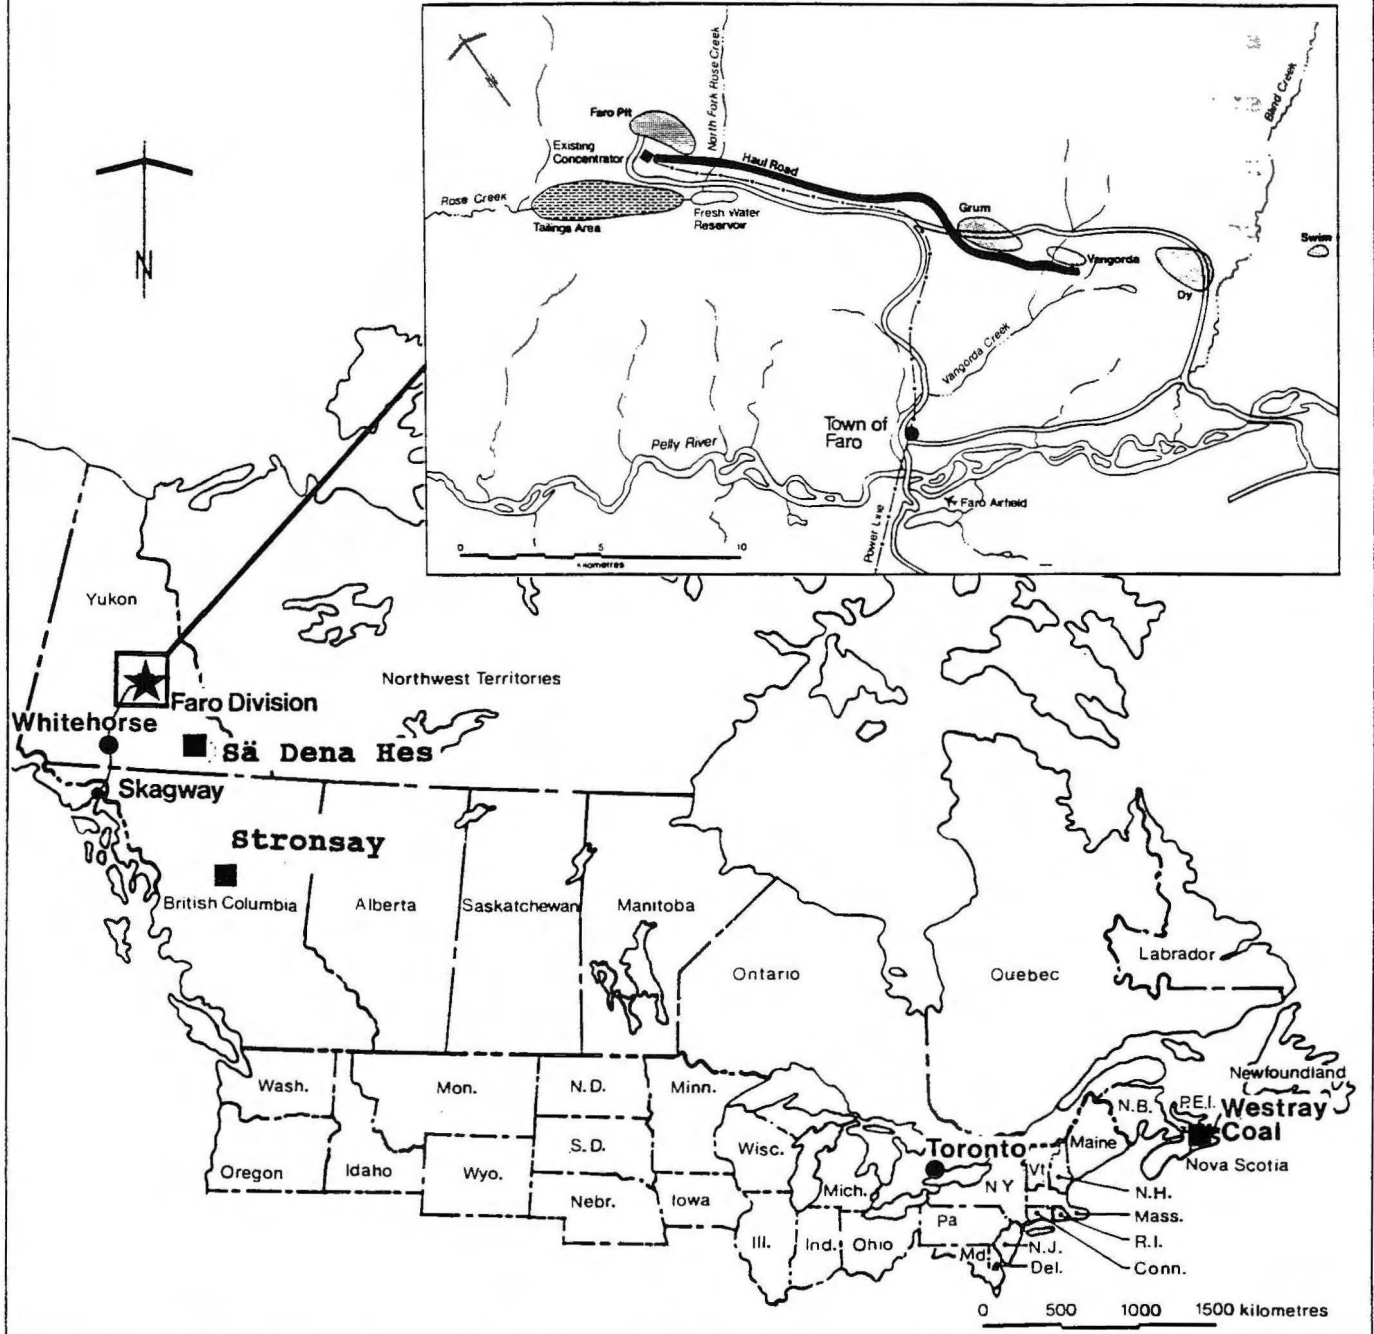 Faro Pit
North Fork Rose Creek
Blind Creek
Existing
Concentrator
Haul Road
Rose Creek
Tailings Area
Fresh Water
Reservoir
Grum
Vangorda
Swim
Dy
Vangorda Creek
Town of
Faro
Pelly River
Faro Airfield
Power Line
0 5 10
kilometres
N
Yukon
Northwest Territories
Faro Division
Whitehorse
Sä Dena Hes
Skagway
Stronsay
British Columbia
Alberta
Saskatchewan
Manitoba
Ontario
Quebec
Labrador
Newfoundland
Wash.
Mon.
N.D.
Minn.
N.B.
P.E.I.
Westray
Coal
Oregon
Idaho
Wyo.
S.D.
Wisc.
Toronto
Maine
Nova Scotia
Nebr.
Iowa
Mich.
N Y
Vt
N.H.
Mass.
R.I.
Conn.
Ill.
Ind.
Ohio
Pa
Md
N.J.
Del.
0 500 1000 1500 kilometres